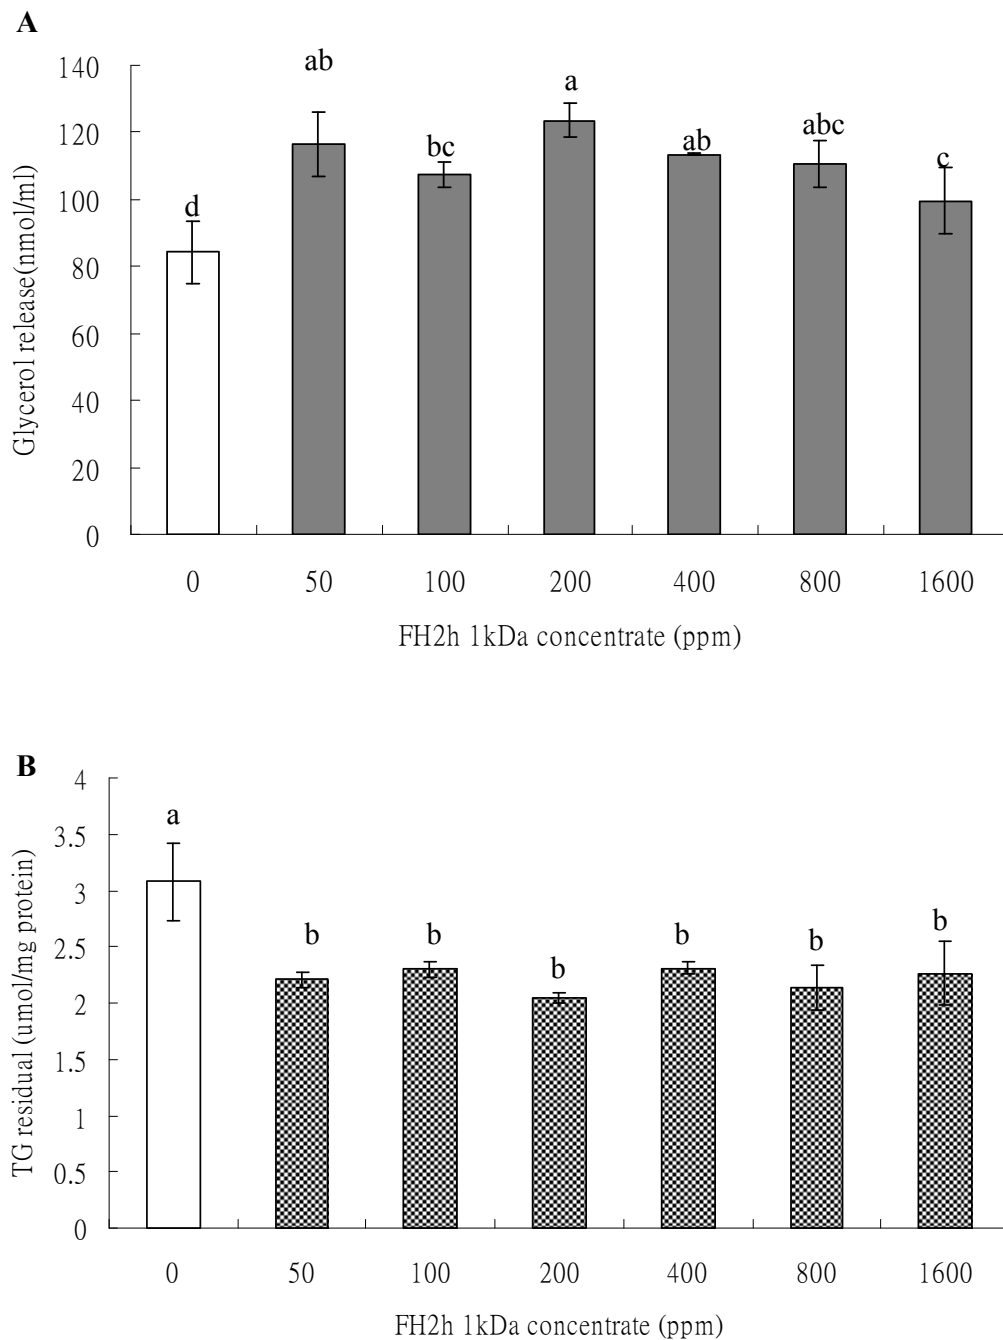 A
Glycerol release(nmol/ml)
140
120
100
80
60
40
20
0
d
ab
bc
a
ab
abc
c
0 50 100 200 400 800 1600
FH2h 1kDa concentrate (ppm)
B
TG residual (umol/mg protein)
4
3.5
3
2.5
2
1.5
1
0.5
0
a
b
b
b
b
b
b
0 50 100 200 400 800 1600
FH2h 1kDa concentrate (ppm)